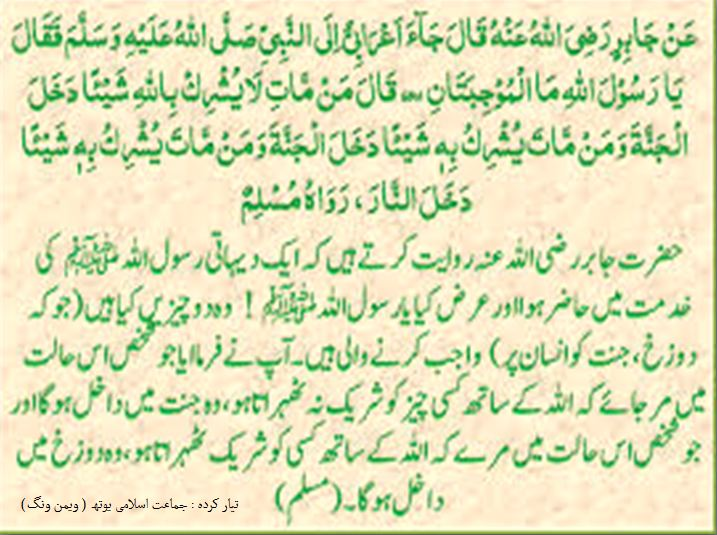 عَنْ جَابِرٍ رَضِیَ اللهُ عَنْهُ قَالَ جَآءَ اَعْرَابِیٌّ اِلَی النَّبِیِّ صَلَّی اللهُ عَلَیْهِ وَسَلَّمَ فَقَالَ
یَا رَسُوْلَ اللهِ مَا الْمُوْجِبَتَانِ قَالَ مَنْ مَّاتَ لَا یُشْرِكُ بِاللهِ شَیْئًا دَخَلَ
الْجَنَّةَ وَمَنْ مَّاتَ یُشْرِكُ بِهٖ شَیْئًا دَخَلَ الْجَنَّةَ وَمَنْ مَّاتَ یُشْرِكُ بِهٖ شَیْئًا
دَخَلَ النَّارَ، رَوَاهُ مُسْلِمٌ
حضرت جابر رضی اللہ عنہ روایت کرتے ہیں کہ ایک دیہاتی رسول اللہ ﷺ کی
خدمت میں حاضر ہوا اور عرض کیا یا رسول اللہ ﷺ ! وہ دو چیزیں کیا ہیں (جو کہ
دوزخ، جنت کو انسان پر) واجب کرنے والی ہیں۔ آپ نے فرمایا جو شخص اس حالت
میں مر جائے کہ اللہ کے ساتھ کسی چیز کو شریک نہ ٹھہراتا ہو، وہ جنت میں داخل ہوگا اور
جو شخص اس حالت میں مرے کہ اللہ کے ساتھ کسی کو شریک ٹھہراتا ہو، وہ دوزخ میں
داخل ہوگا۔ (مسلم)
تیار کردہ : جماعت اسلامی یوتھ (ویمن ونگ)